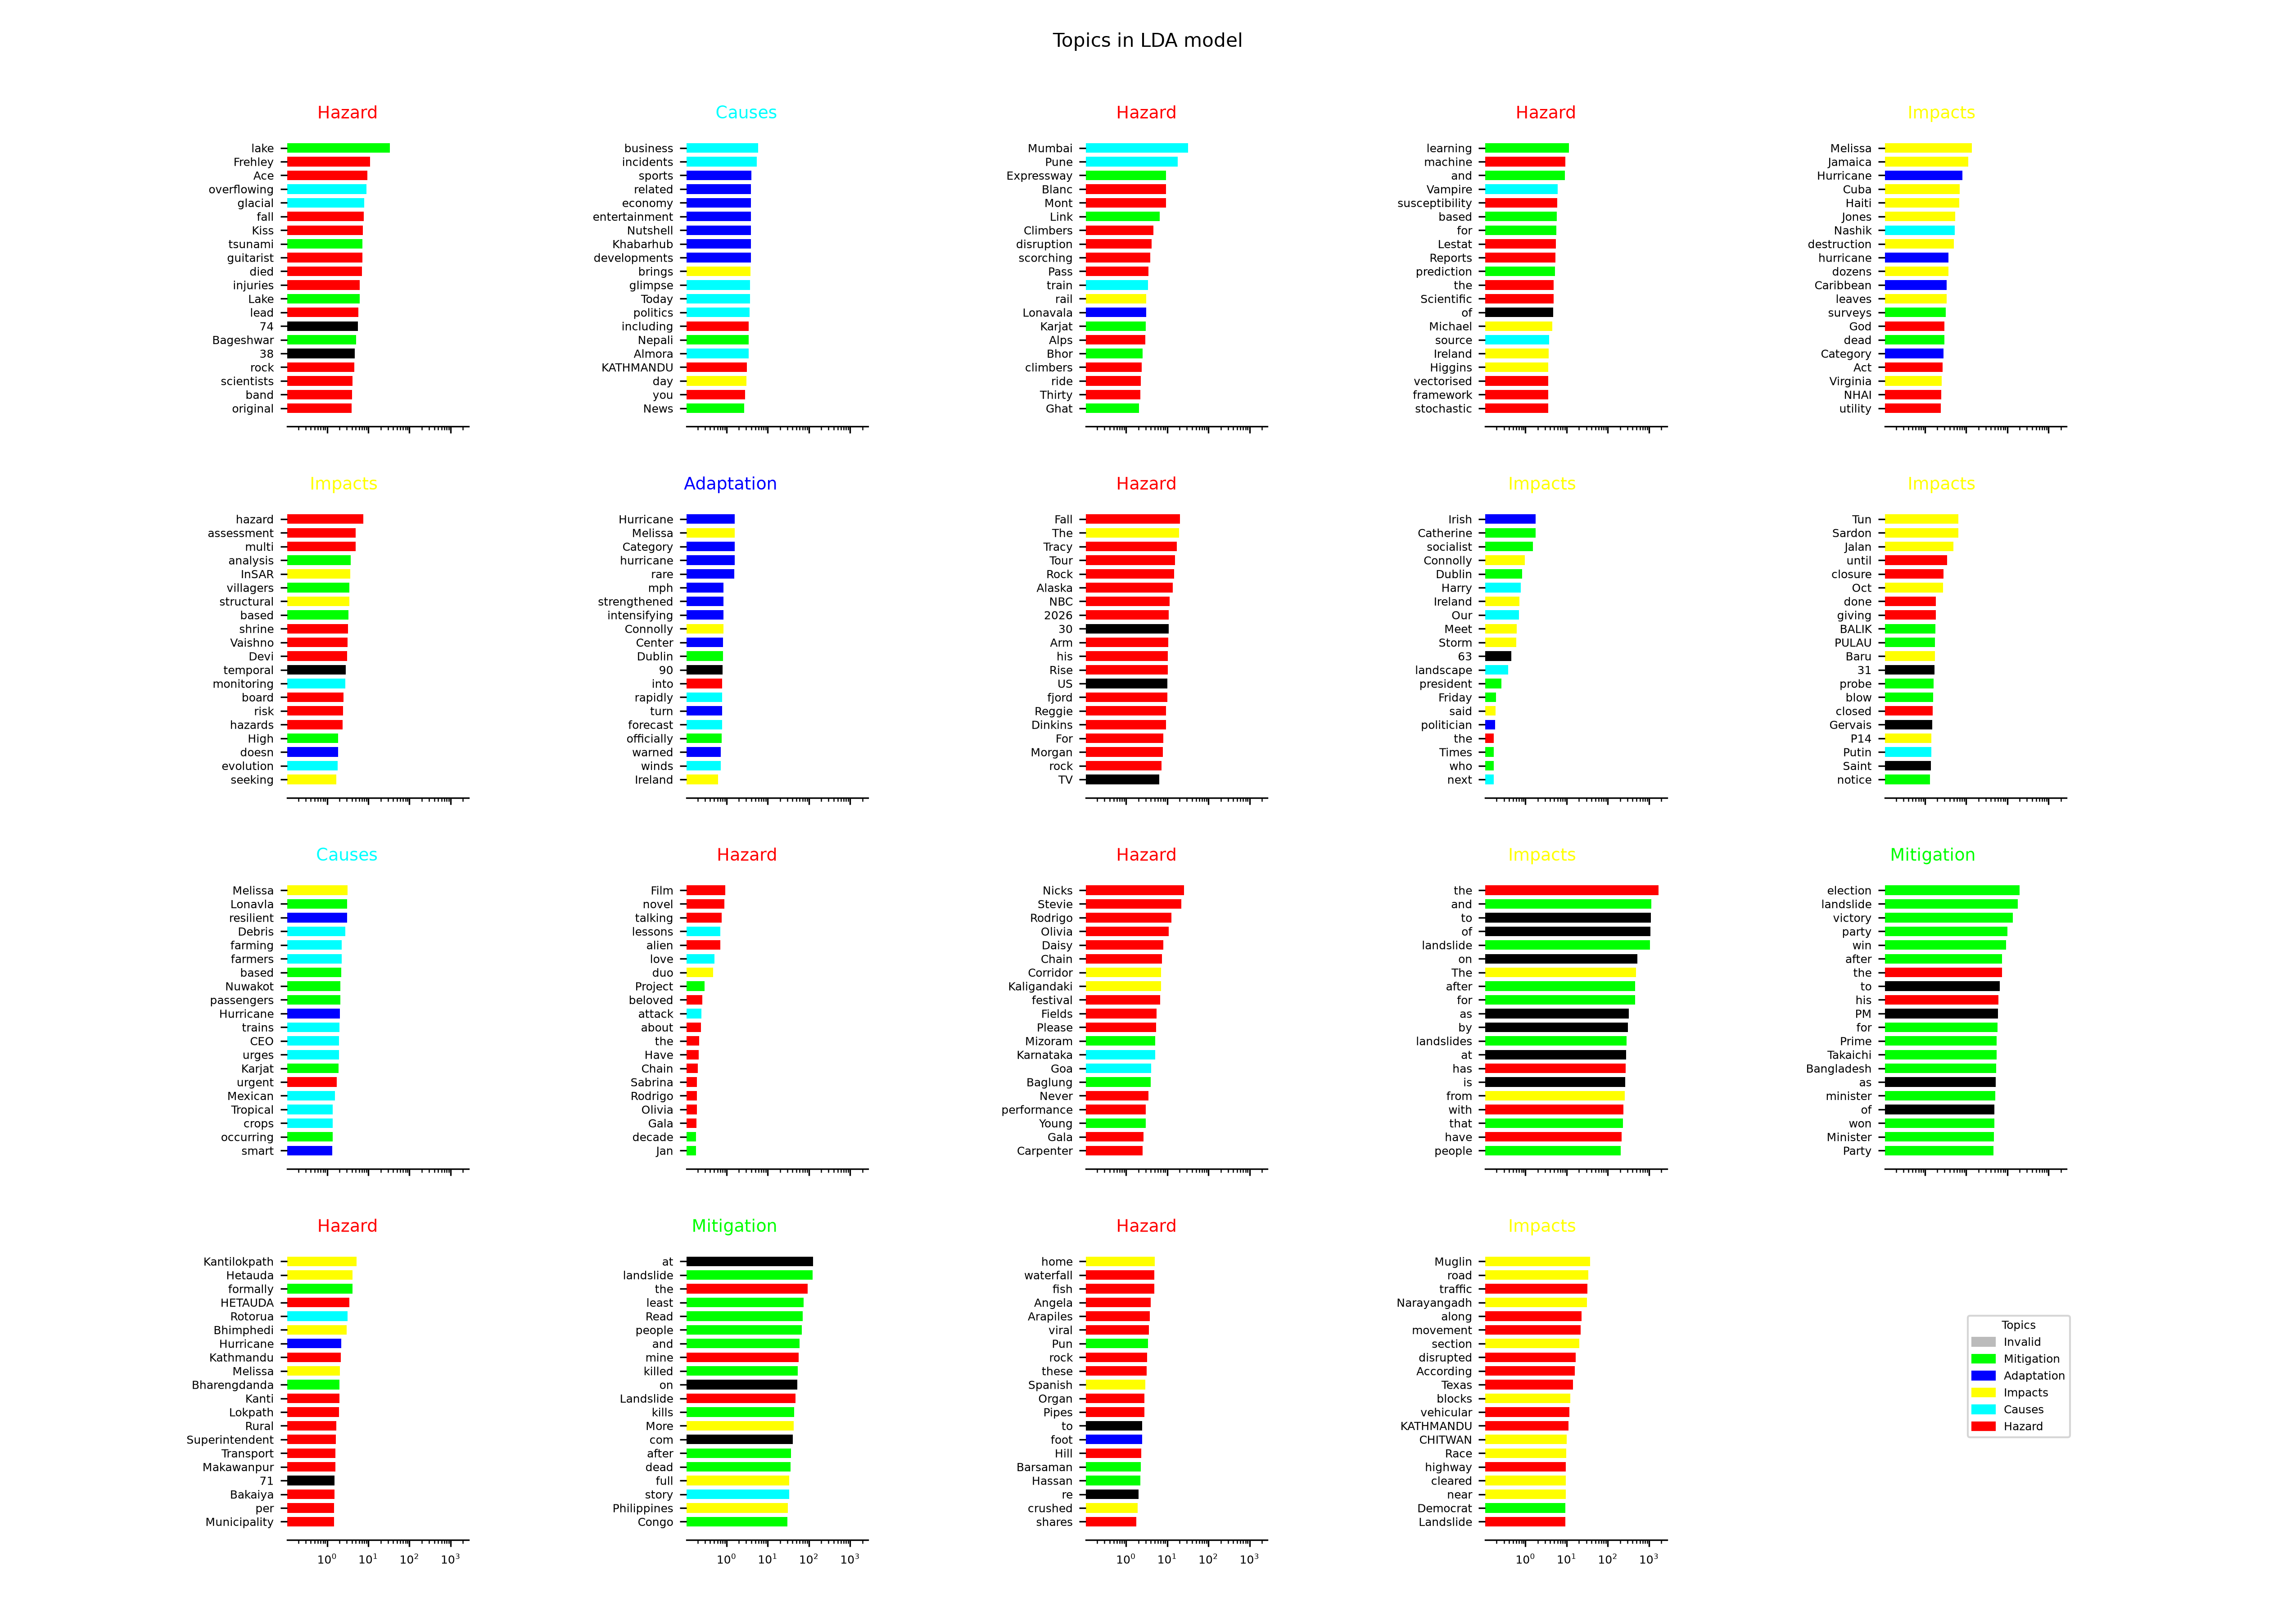 Topics in LDA model
Hazard
lake
Frehley
Ace
overflowing
glacial
fall
Kiss
tsunami
guitarist
died
injuries
Lake
lead
74
Bageshwar
38
rock
scientists
band
original
Causes
business
incidents
sports
related
economy
entertainment
Nutshell
Khabarhub
developments
brings
glimpse
Today
politics
including
Nepali
Almora
KATHMANDU
day
you
News
Hazard
Mumbai
Pune
Expressway
Blanc
Mont
Link
Climbers
disruption
scorching
Pass
train
rail
Lonavala
Karjat
Alps
Bhor
climbers
ride
Thirty
Ghat
Hazard
learning
machine
and
Vampire
susceptibility
based
for
Lestat
Reports
prediction
the
Scientific
of
Michael
source
Ireland
Higgins
vectorised
framework
stochastic
Impacts
Melissa
Jamaica
Hurricane
Cuba
Haiti
Jones
Nashik
destruction
hurricane
dozens
Caribbean
leaves
surveys
God
dead
Category
Act
Virginia
NHAI
utility
Impacts
hazard
assessment
multi
analysis
InSAR
villagers
structural
based
shrine
Vaishno
Devi
temporal
monitoring
board
risk
hazards
High
doesn
evolution
seeking
Adaptation
Hurricane
Melissa
Category
hurricane
rare
mph
strengthened
intensifying
Connolly
Center
Dublin
90
into
rapidly
turn
forecast
officially
warned
winds
Ireland
Hazard
Fall
The
Tracy
Tour
Rock
Alaska
NBC
2026
30
Arm
his
Rise
US
fjord
Reggie
Dinkins
For
Morgan
rock
TV
Impacts
Irish
Catherine
socialist
Connolly
Dublin
Harry
Ireland
Our
Meet
Storm
63
landscape
president
Friday
said
politician
the
Times
who
next
Impacts
Tun
Sardon
Jalan
until
closure
Oct
done
giving
BALIK
PULAU
Baru
31
probe
blow
closed
Gervais
P14
Putin
Saint
notice
Causes
Melissa
Lonavla
resilient
Debris
farming
farmers
based
Nuwakot
passengers
Hurricane
trains
CEO
urges
Karjat
urgent
Mexican
Tropical
crops
occurring
smart
Hazard
Film
novel
talking
lessons
alien
love
duo
Project
beloved
attack
about
the
Have
Chain
Sabrina
Rodrigo
Olivia
Gala
decade
Jan
Hazard
Nicks
Stevie
Rodrigo
Olivia
Daisy
Chain
Corridor
Kaligandaki
festival
Fields
Please
Mizoram
Karnataka
Goa
Baglung
Never
performance
Young
Gala
Carpenter
Impacts
the
and
to
of
landslide
on
The
after
for
as
by
landslides
at
has
is
from
with
that
have
people
Mitigation
election
landslide
victory
party
win
after
the
to
his
PM
for
Prime
Takaichi
Bangladesh
as
minister
of
won
Minister
Party
Hazard
Kantilokpath
Hetauda
formally
HETAUDA
Rotorua
Bhimphedi
Hurricane
Kathmandu
Melissa
Bharengdanda
Kanti
Lokpath
Rural
Superintendent
Transport
Makawanpur
71
Bakaiya
per
Municipality
10⁰ 10¹ 10² 10³
Mitigation
at
landslide
the
least
Read
people
and
mine
killed
on
Landslide
kills
More
com
after
dead
full
story
Philippines
Congo
10⁰ 10¹ 10² 10³
Hazard
home
waterfall
fish
Angela
Arapiles
viral
Pun
rock
these
Spanish
Organ
Pipes
to
foot
Hill
Barsaman
Hassan
re
crushed
shares
10⁰ 10¹ 10² 10³
Impacts
Muglin
road
traffic
Narayangadh
along
movement
section
disrupted
According
Texas
blocks
vehicular
KATHMANDU
CHITWAN
Race
highway
cleared
near
Democrat
Landslide
10⁰ 10¹ 10² 10³
Topics
Invalid
Mitigation
Adaptation
Impacts
Causes
Hazard